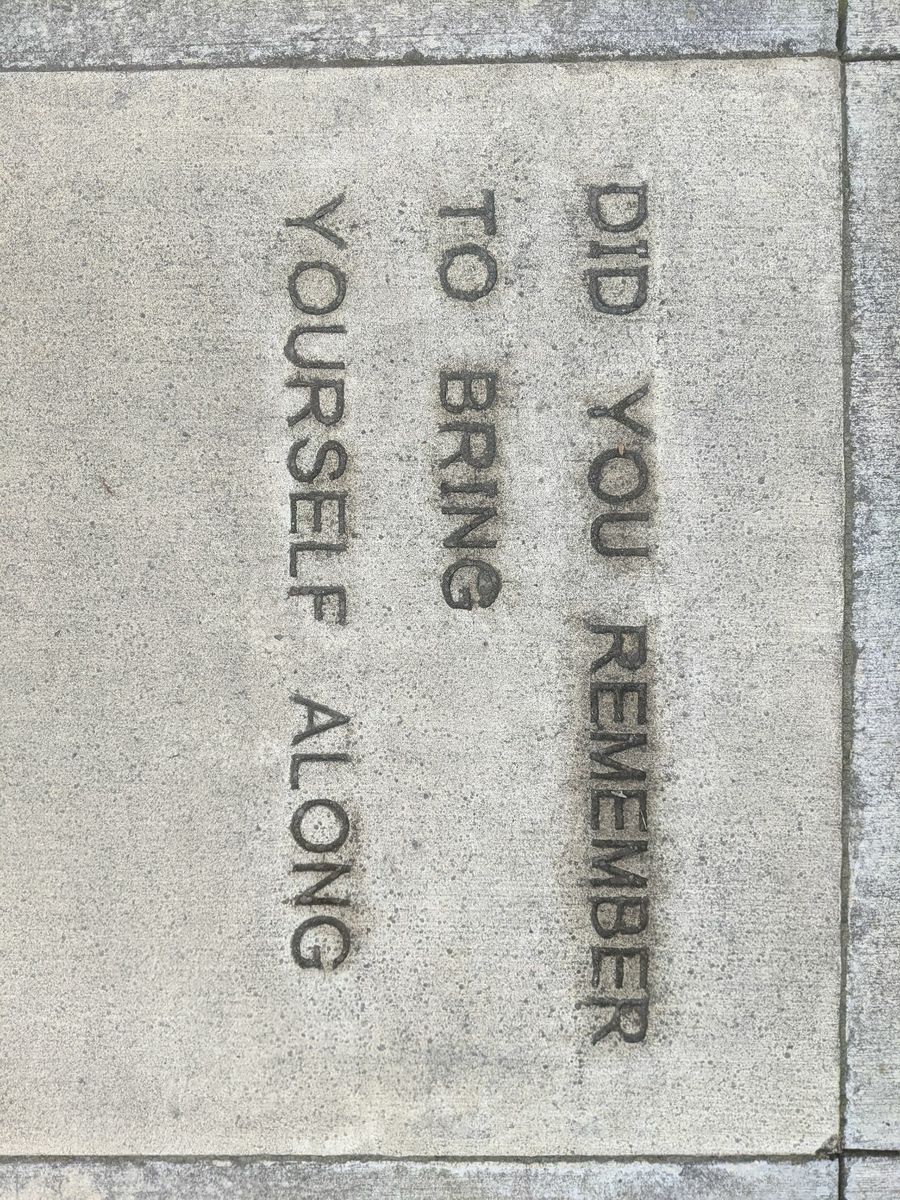 DID YOU REMEMBER
TO BRING
YOURSELF ALONG